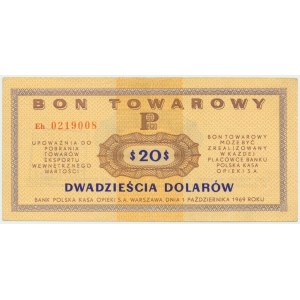 BON TOWAROWY
Eh 0219008
UPOWAŻNIA DO
POBRANIA
TOWARÓW
EKSPORTU
WEWNĘTRZNEGO
WARTOŚCI
BON TOWAROWY
MOŻE BYĆ
ZREALIZOWANY
W KAŻDEJ
PLACÓWCE BANKU
POLSKA KASA
OPIEKI S.A.
$20$
DWADZIEŚCIA DOLARÓW
BANK POLSKA KASA OPIEKI S.A. WARSZAWA DNIA 1 PAŹDZIERNIKA 1969 ROKU